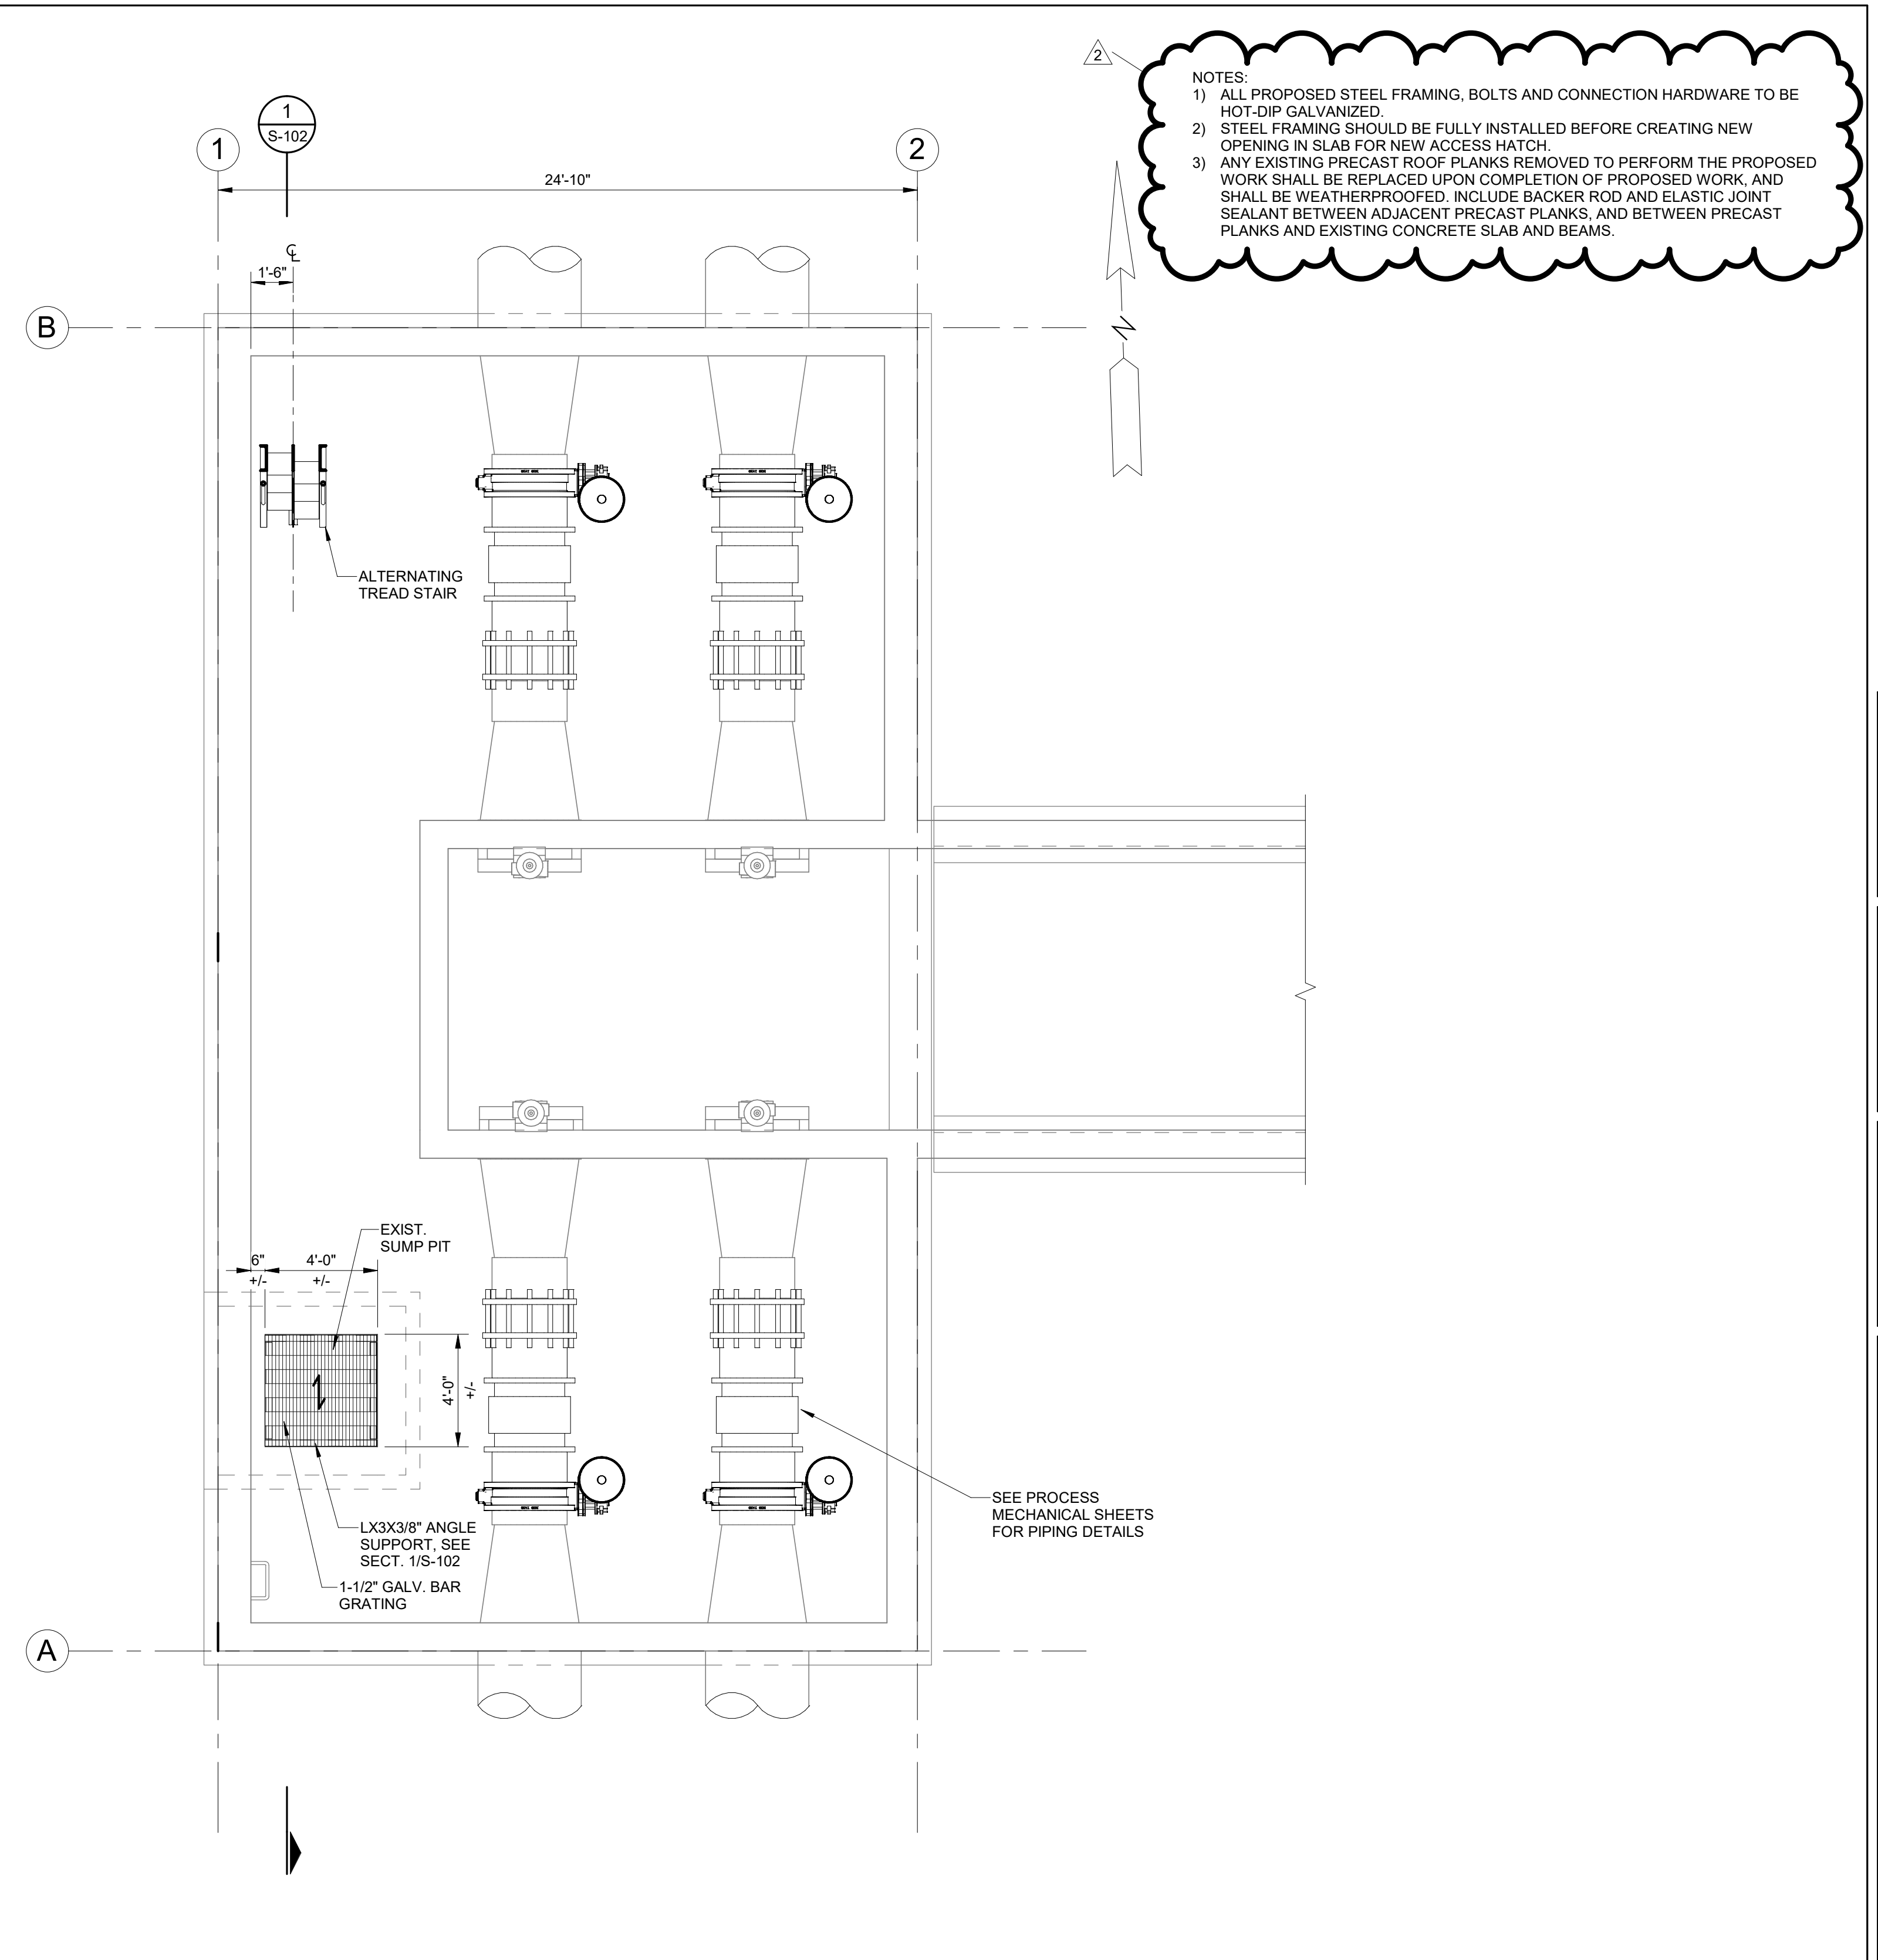 2
NOTES:
1) ALL PROPOSED STEEL FRAMING, BOLTS AND CONNECTION HARDWARE TO BE
HOT-DIP GALVANIZED.
2) STEEL FRAMING SHOULD BE FULLY INSTALLED BEFORE CREATING NEW
OPENING IN SLAB FOR NEW ACCESS HATCH.
3) ANY EXISTING PRECAST ROOF PLANKS REMOVED TO PERFORM THE PROPOSED
WORK SHALL BE REPLACED UPON COMPLETION OF PROPOSED WORK, AND
SHALL BE WEATHERPROOFED. INCLUDE BACKER ROD AND ELASTIC JOINT
SEALANT BETWEEN ADJACENT PRECAST PLANKS, AND BETWEEN PRECAST
PLANKS AND EXISTING CONCRETE SLAB AND BEAMS.
1
S-102
1
2
24'-10"
℄
1'-6"
B
N
ALTERNATING
TREAD STAIR
EXIST.
SUMP PIT
6"
+/-
4'-0"
+/-
4'-0"
+/-
SEE PROCESS
MECHANICAL SHEETS
FOR PIPING DETAILS
LX3X3/8" ANGLE
SUPPORT, SEE
SECT. 1/S-102
1-1/2" GALV. BAR
GRATING
A